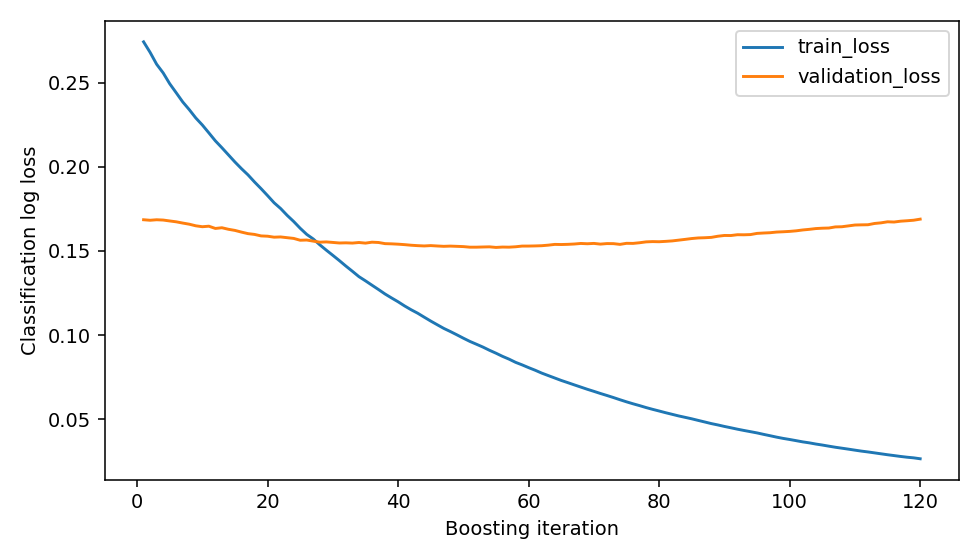 train_loss
validation_loss
0.25
0.20
0.15
0.10
0.05
Classification log loss
0 20 40 60 80 100 120
Boosting iteration